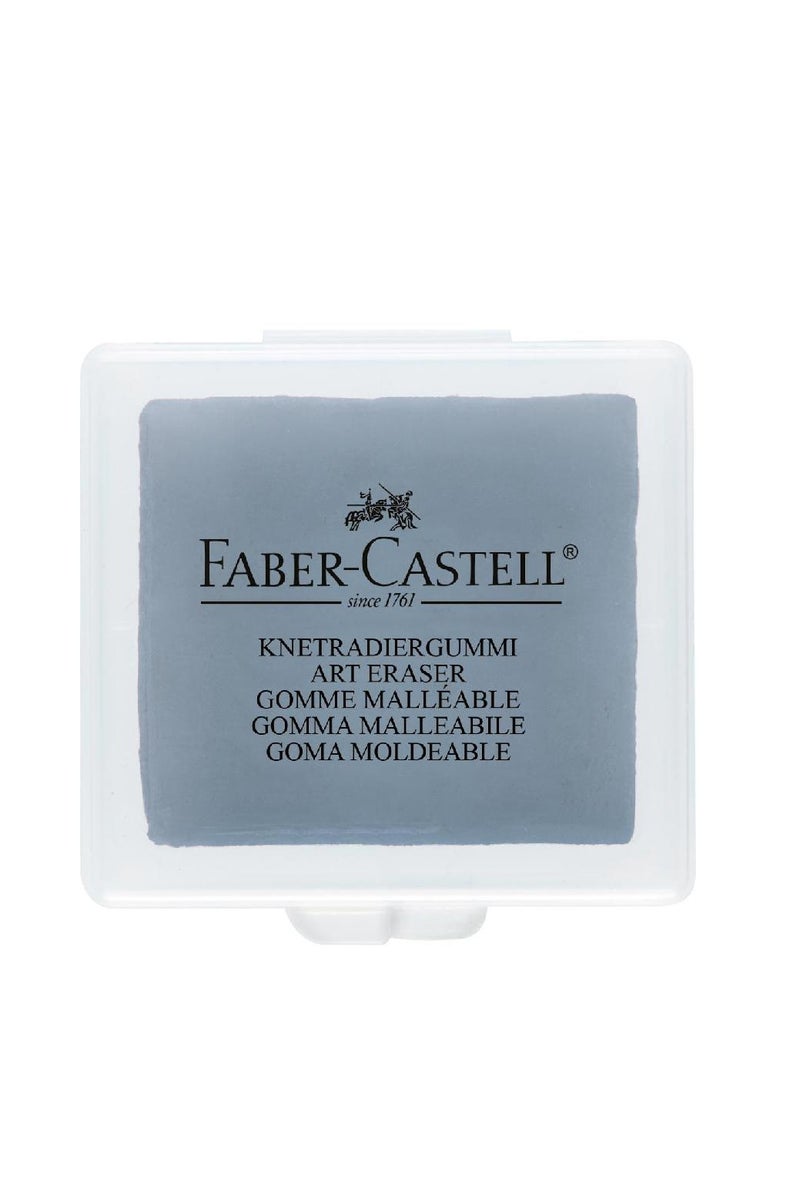 FABER-CASTELL®
since 1761
KNETRADIERGUMMI
ART ERASER
GOMME MALLÉABLE
GOMMA MALLEABILE
GOMA MOLDEABLE